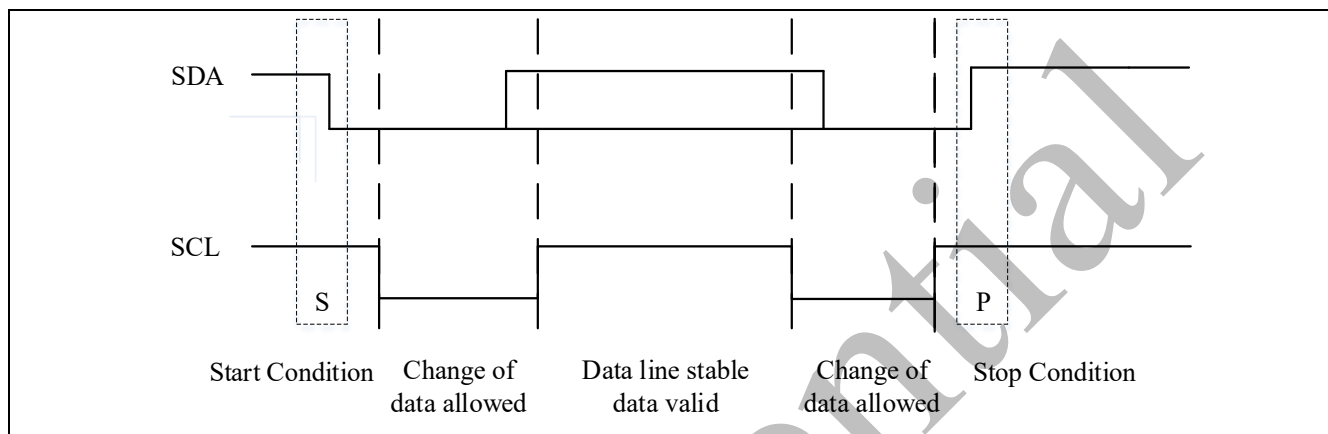 SDA
SCL
S
P
Start Condition
Change of
data allowed
Data line stable
data valid
Change of
data allowed
Stop Condition
ential